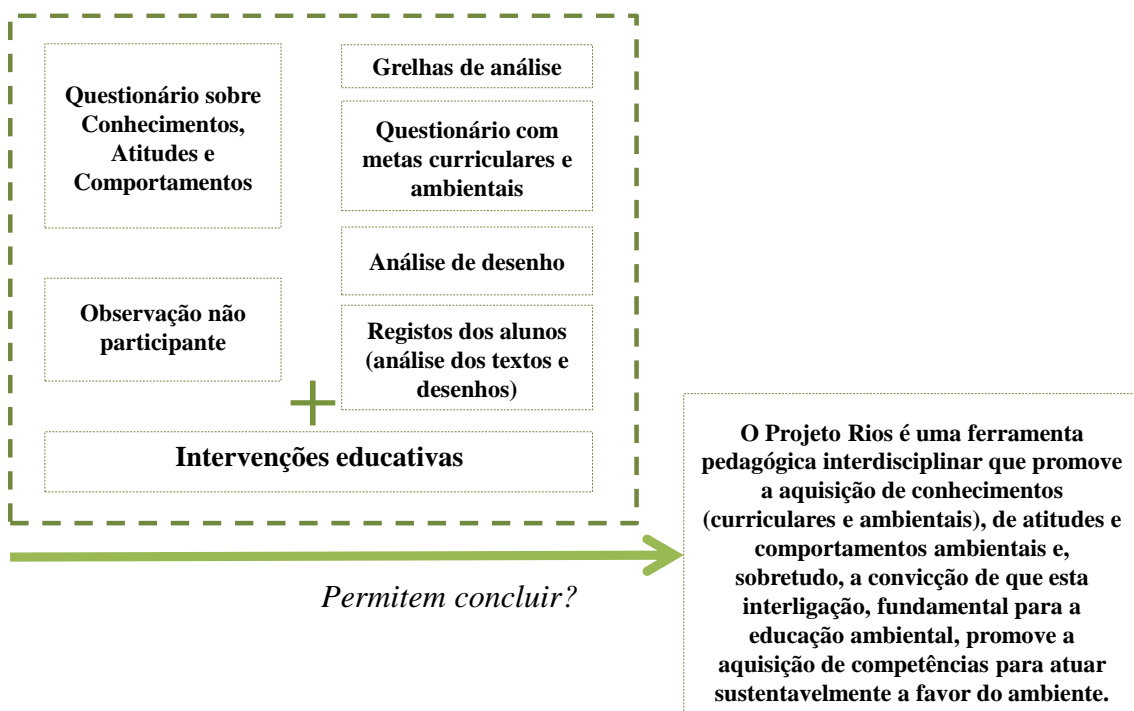 Questionário sobre
Conhecimentos,
Atitudes e
Comportamentos
Observação não
participante
Grelhas de análise
Questionário com
metas curriculares e
ambientais
Análise de desenho
Registos dos alunos
(análise dos textos e
desenhos)
+
Intervenções educativas
Permitem concluir?
O Projeto Rios é uma ferramenta
pedagógica interdisciplinar que promove
a aquisição de conhecimentos
(curriculares e ambientais), de atitudes e
comportamentos ambientais e,
sobretudo, a convicção de que esta
interligação, fundamental para a
educação ambiental, promove a
aquisição de competências para atuar
sustentavelmente a favor do ambiente.